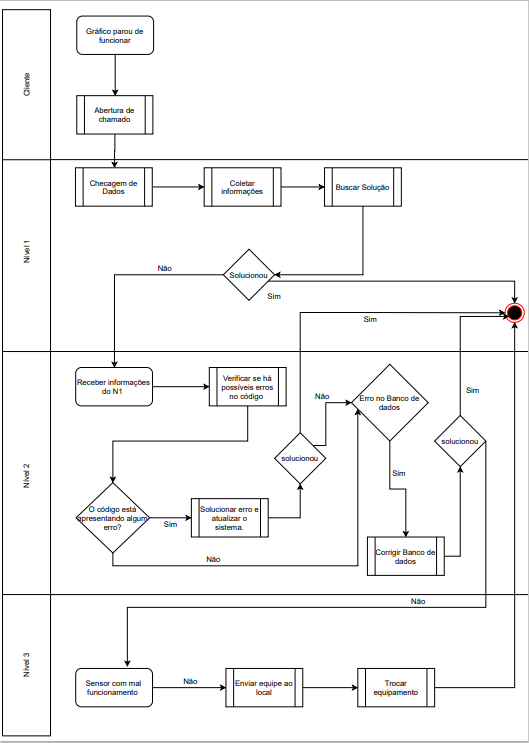 Cliente
Gráfico parou de
funcionar
Abertura de
chamado
Nível 1
Checagem de
Dados
Coletar
informações
Buscar Solução
Solucionou
Não
Sim
Sim
Nível 2
Receber informações
do N1
Verificar se há
possíveis erros
no código
Não
Erro no Banco de
dados
Sim
solucionou
solucionou
Sim
O código está
apresentando algum
erro?
Sim
Solucionar erro e
atualizar o
sistema.
Não
Corrigir Banco de
dados
Nível 3
Não
Sensor com mal
funcionamento
Não
Enviar equipe ao
local
Trocar
equipamento